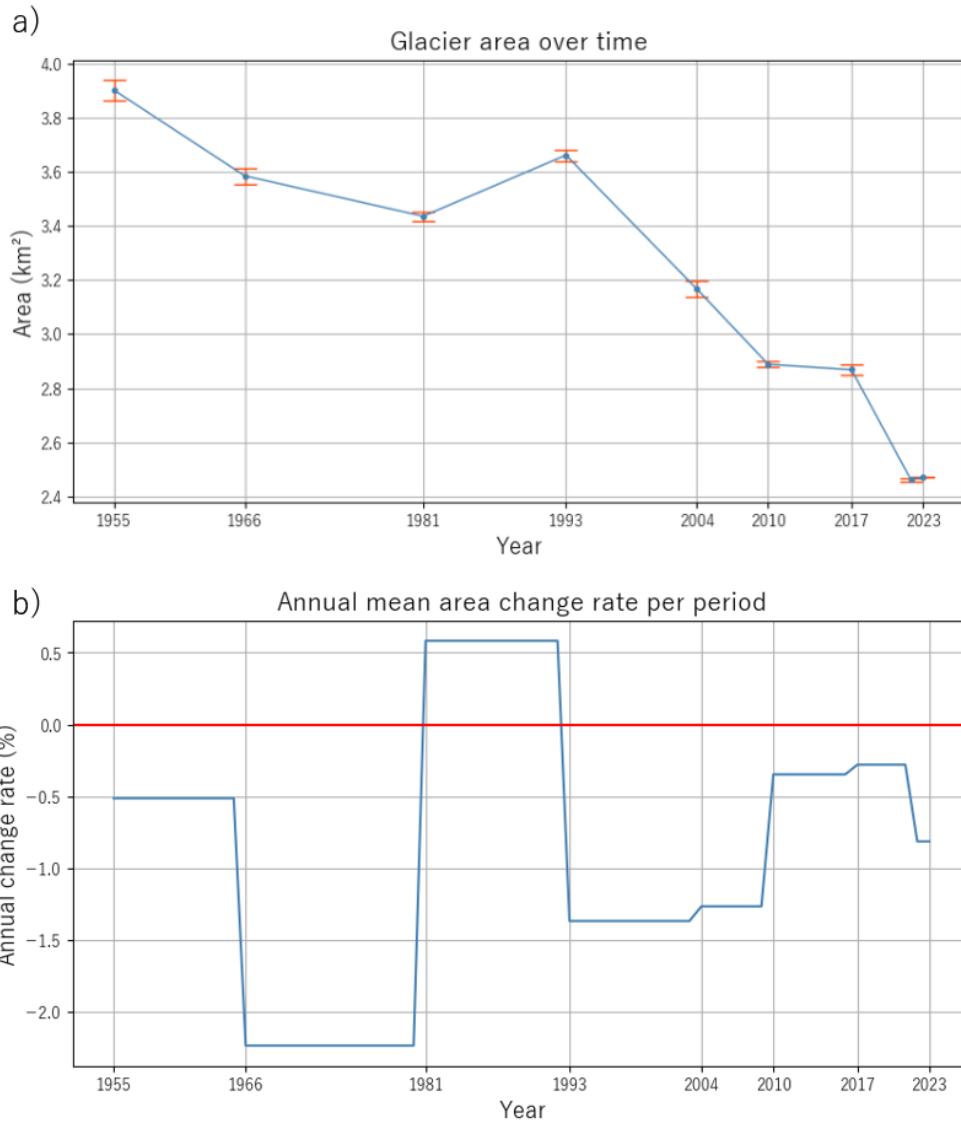 a)
Glacier area over time
4.0
3.8
3.6
3.4
3.2
3.0
2.8
2.6
2.4
Area (km²)
1955 1966 1981 1993 2004 2010 2017 2023
Year
b)
Annual mean area change rate per period
0.5
0.0
−0.5
−1.0
−1.5
−2.0
Annual change rate (%)
1955 1966 1981 1993 2004 2010 2017 2023
Year